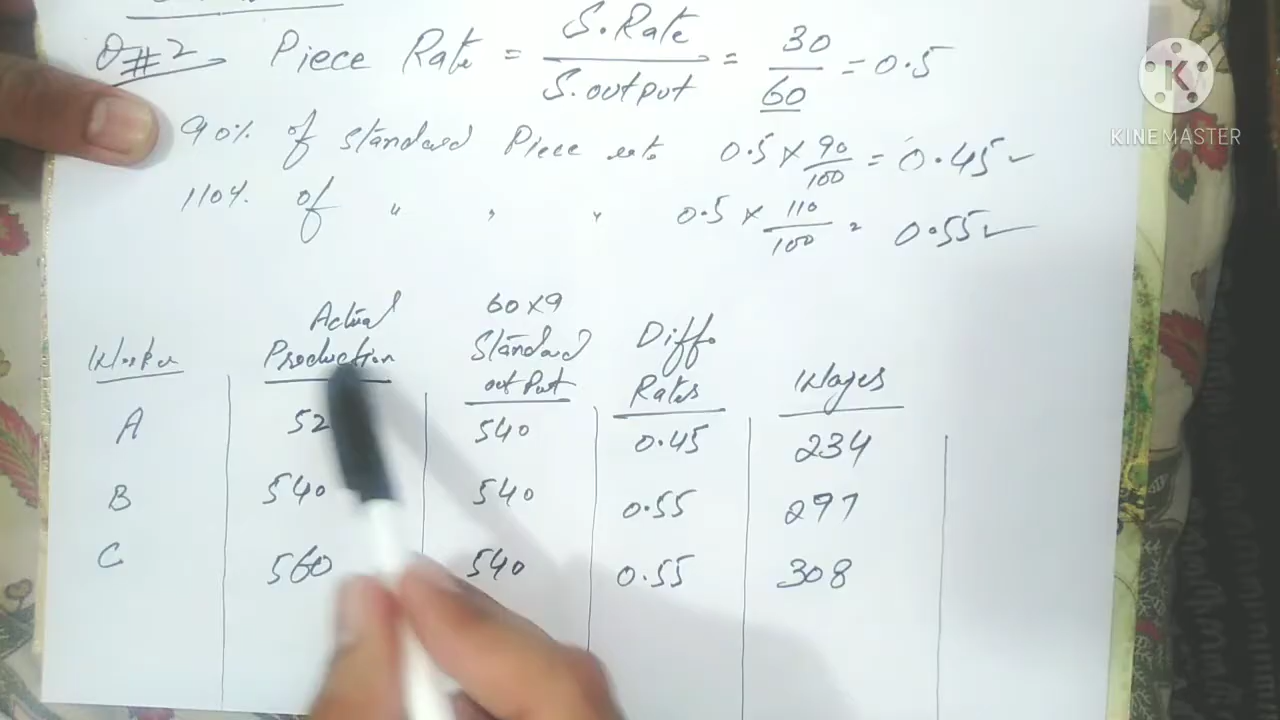 Q#2 Piece Rate = S.Rate / S.output = 30 / 60 = 0.5
90% of standard Piece rate 0.5 × 90/100 = 0.45 ✓
110% of " " " 0.5 × 110/100 = 0.55 ✓
KINEMASTER
Worker Actual Production 60×9 Standard outPut Diff. Rates Wages
A 52 540 0.45 234
B 540 540 0.55 297
C 560 540 0.55 308